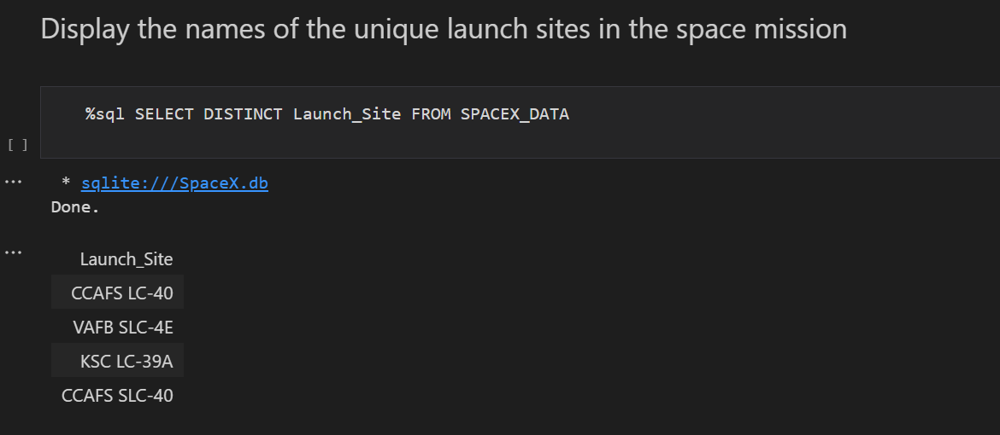 Display the names of the unique launch sites in the space mission
%sql SELECT DISTINCT Launch_Site FROM SPACEX_DATA
[ ]
... * sqlite:///SpaceX.db
Done.
...
Launch_Site
CCAFS LC-40
VAFB SLC-4E
KSC LC-39A
CCAFS SLC-40